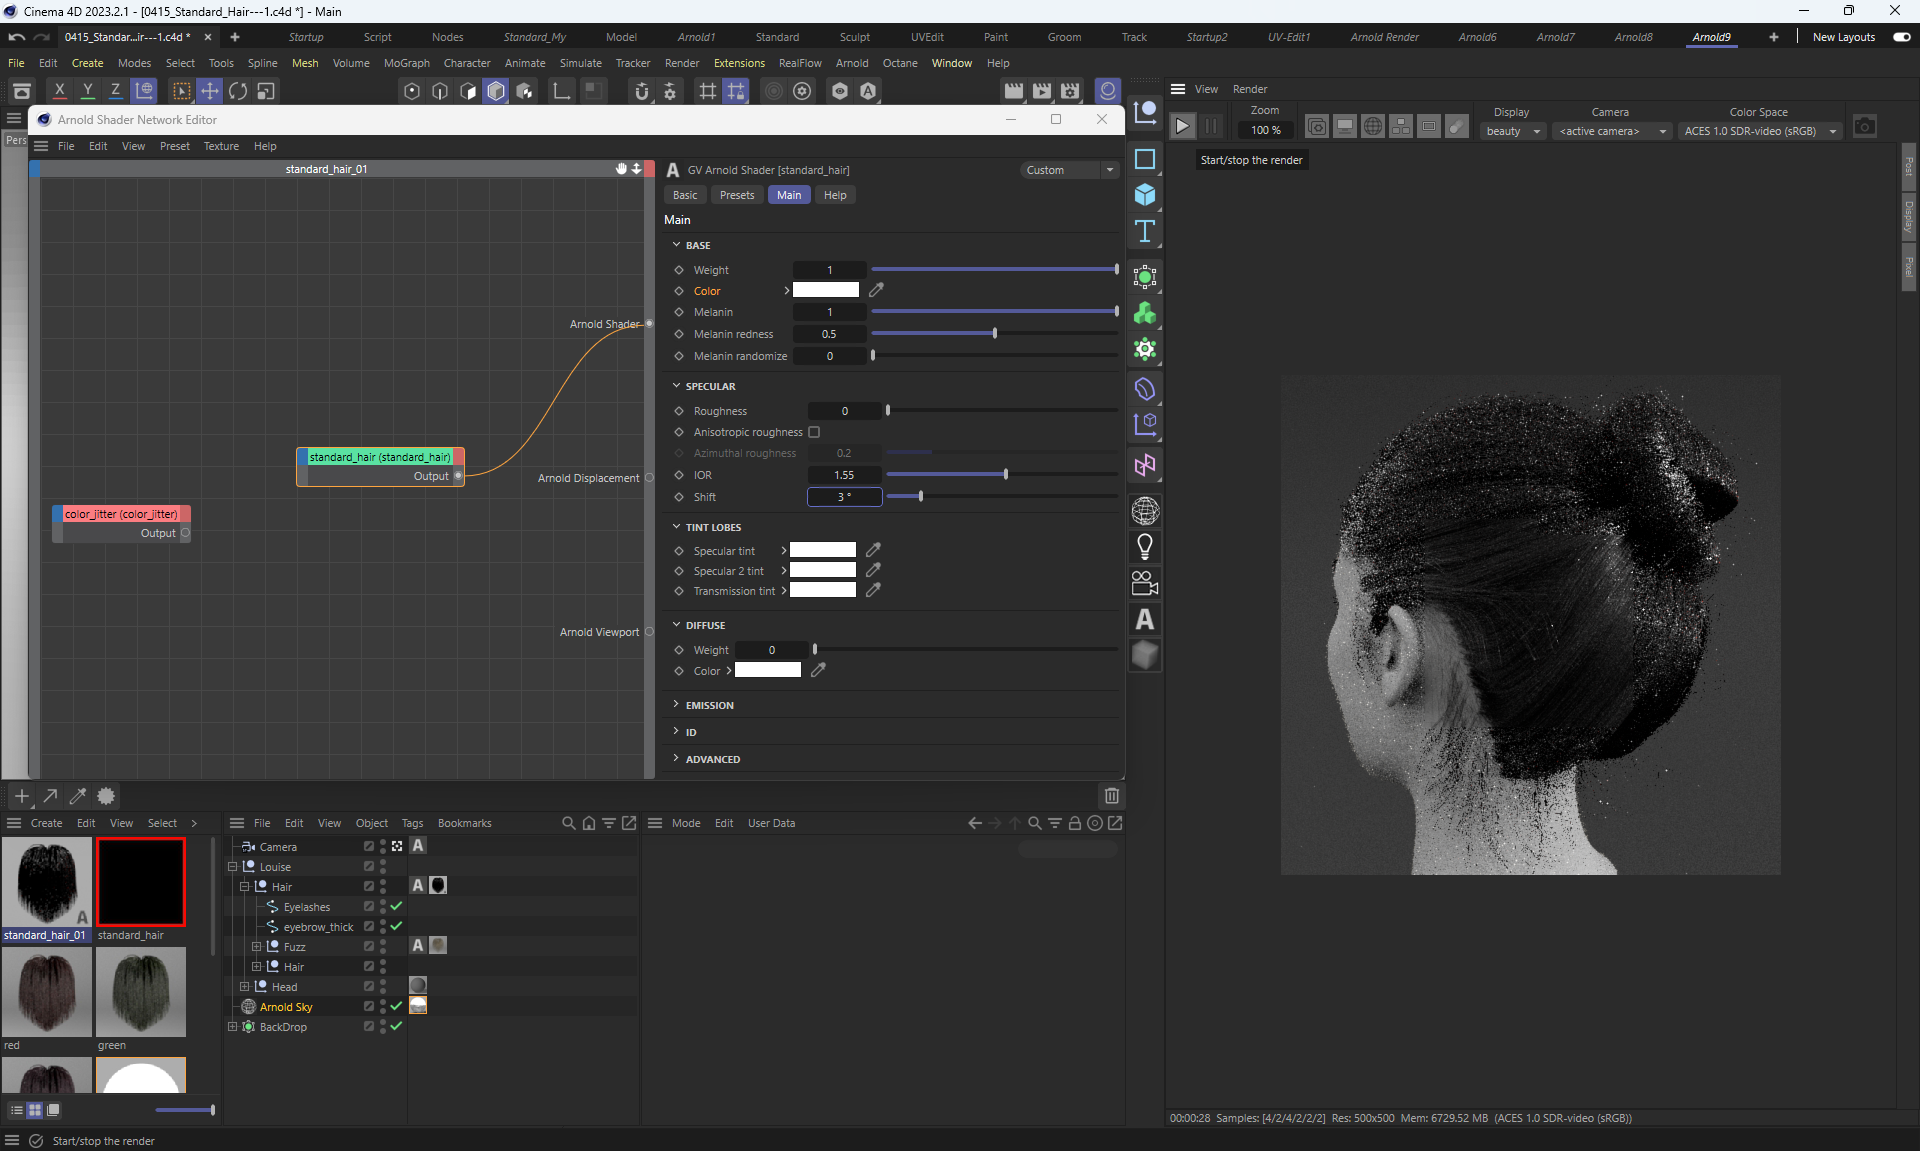 Cinema 4D 2023.2.1 - [0415_Standard_Hair---1.c4d *] - Main
0415_Standar...ir---1.c4d *
Startup Script Nodes Standard_My Model Arnold1 Standard Sculpt UVEdit Paint Groom Track Startup2 UV-Edit1 Arnold Render Arnold6 Arnold7 Arnold8 Arnold9 New Layouts
File Edit Create Modes Select Tools Spline Mesh Volume MoGraph Character Animate Simulate Tracker Render Extensions RealFlow Arnold Octane Window Help
X Y Z
View Render
Zoom Display Camera Color Space
100 % beauty <active camera> ACES 1.0 SDR-video (sRGB)
Start/stop the render
Post
Display
Pixel
Pers
Arnold Shader Network Editor
File Edit View Preset Texture Help
standard_hair_01
Arnold Shader
standard_hair (standard_hair)
Output
Arnold Displacement
color_jitter (color_jitter)
Output
Arnold Viewport
A GV Arnold Shader [standard_hair] Custom
Basic Presets Main Help
Main
BASE
Weight 1
Color
Melanin 1
Melanin redness 0.5
Melanin randomize 0
SPECULAR
Roughness 0
Anisotropic roughness
Azimuthal roughness 0.2
IOR 1.55
Shift 3 °
TINT LOBES
Specular tint
Specular 2 tint
Transmission tint
DIFFUSE
Weight 0
Color
EMISSION
ID
ADVANCED
Create Edit View Select
standard_hair_01 standard_hair
red green
File Edit View Object Tags Bookmarks
Camera
Louise
Hair
Eyelashes
eyebrow_thick
Fuzz
Hair
Head
Arnold Sky
BackDrop
Mode Edit User Data
00:00:28 Samples: [4/2/4/2/2/2] Res: 500x500 Mem: 6729.52 MB (ACES 1.0 SDR-video (sRGB))
Start/stop the render